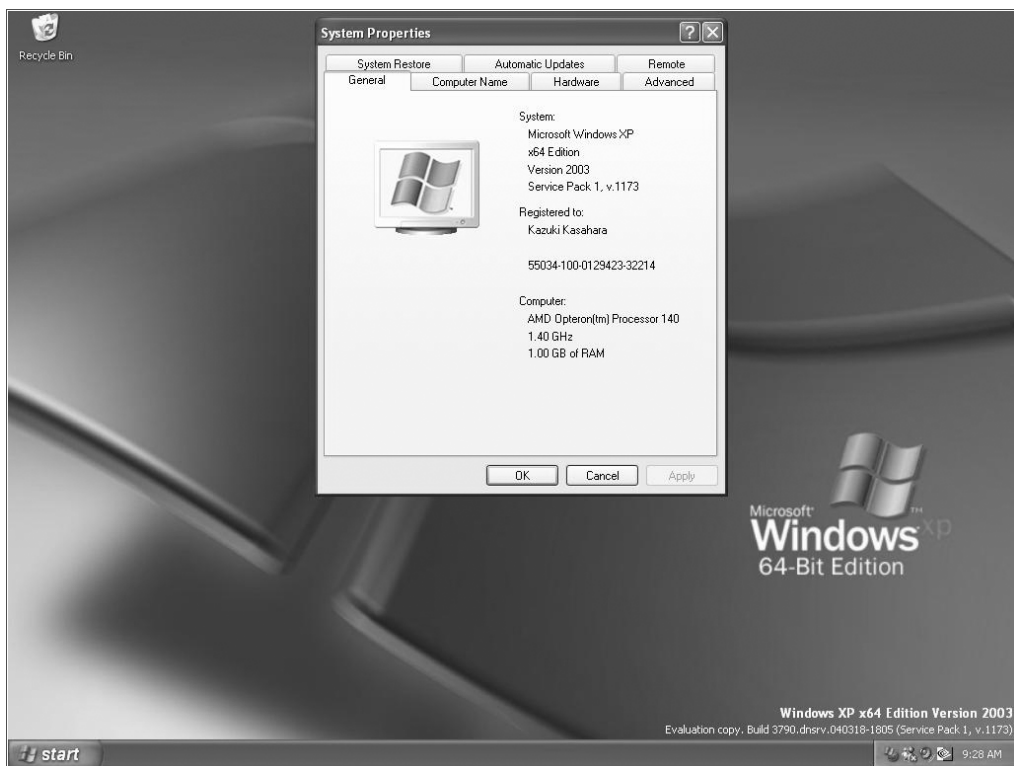 Recycle Bin
System Properties
System Restore
Automatic Updates
Remote
General
Computer Name
Hardware
Advanced
System:
Microsoft Windows XP
x64 Edition
Version 2003
Service Pack 1, v.1173
Registered to:
Kazuki Kasahara
55034-100-0129423-32214
Computer:
AMD Opteron(tm) Processor 140
1.40 GHz
1.00 GB of RAM
OK
Cancel
Apply
Microsoft
Windows xp TM
64-Bit Edition
Windows XP x64 Edition Version 2003
Evaluation copy. Build 3790.dnsrv.040318-1805 (Service Pack 1, v.1173)
start
9:28 AM